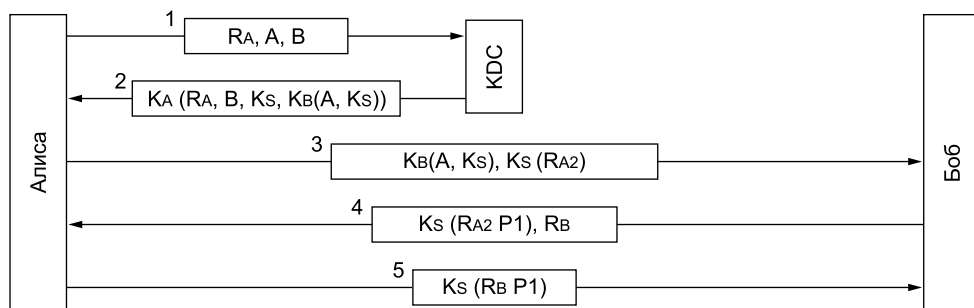 1
RA, A, B
KDC
2
KA (RA, B, KS, KB(A, KS))
Алиса
3
KB(A, KS), KS (RA2)
Боб
4
KS (RA2 P1), RB
5
KS (RB P1)